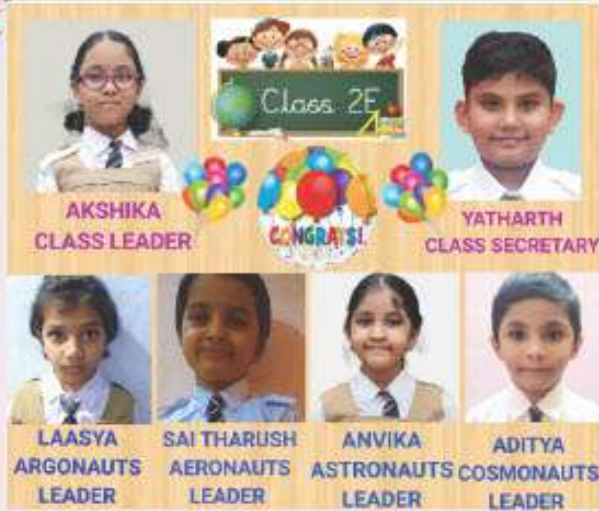 Class 2E
CONGRATS!
AKSHIKA
CLASS LEADER
YATHARTH
CLASS SECRETARY
LAASYA
ARGONAUTS
LEADER
SAI THARUSH
AERONAUTS
LEADER
ANVIKA
ASTRONAUTS
LEADER
ADITYA
COSMONAUTS
LEADER